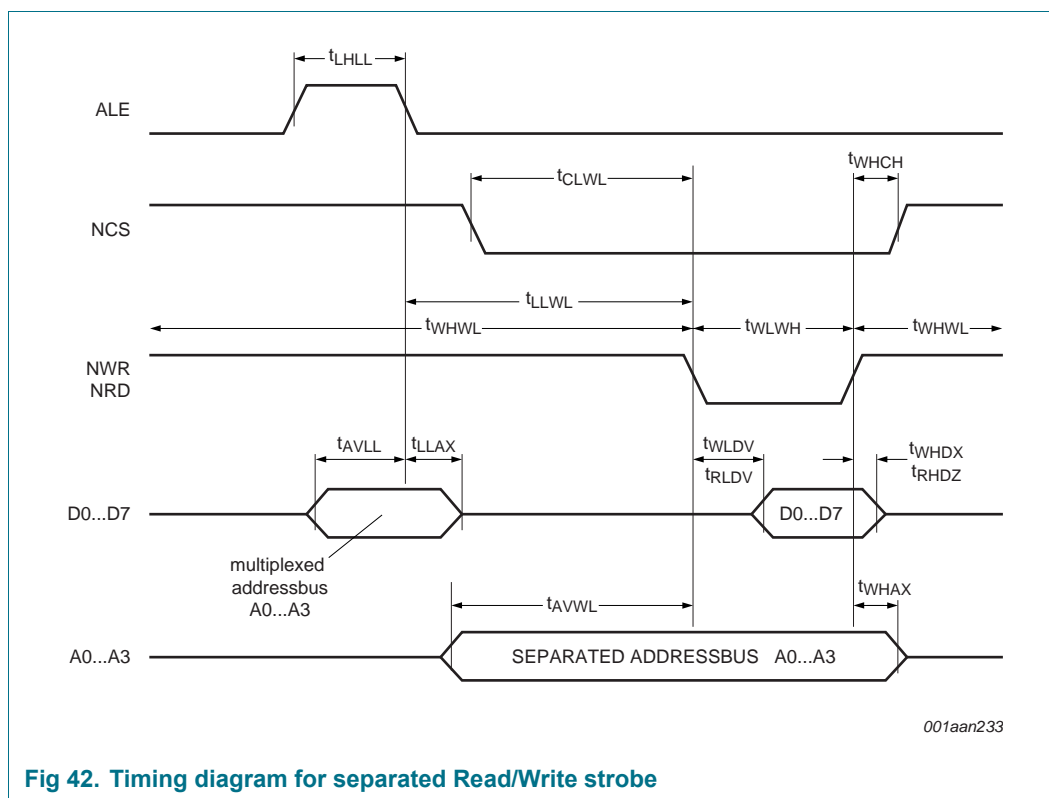 tLHLL
ALE
tCLWL
tWHCH
NCS
tLLWL
tWHWL
tWLWH
tWHWL
NWR
NRD
tAVLL
tLLAX
tWLDV
tRLDV
tWHDX
tRHDZ
D0...D7
D0...D7
multiplexed
addressbus
A0...A3
tAVWL
tWHAX
A0...A3
SEPARATED ADDRESSBUS A0...A3
001aan233
Fig 42. Timing diagram for separated Read/Write strobe